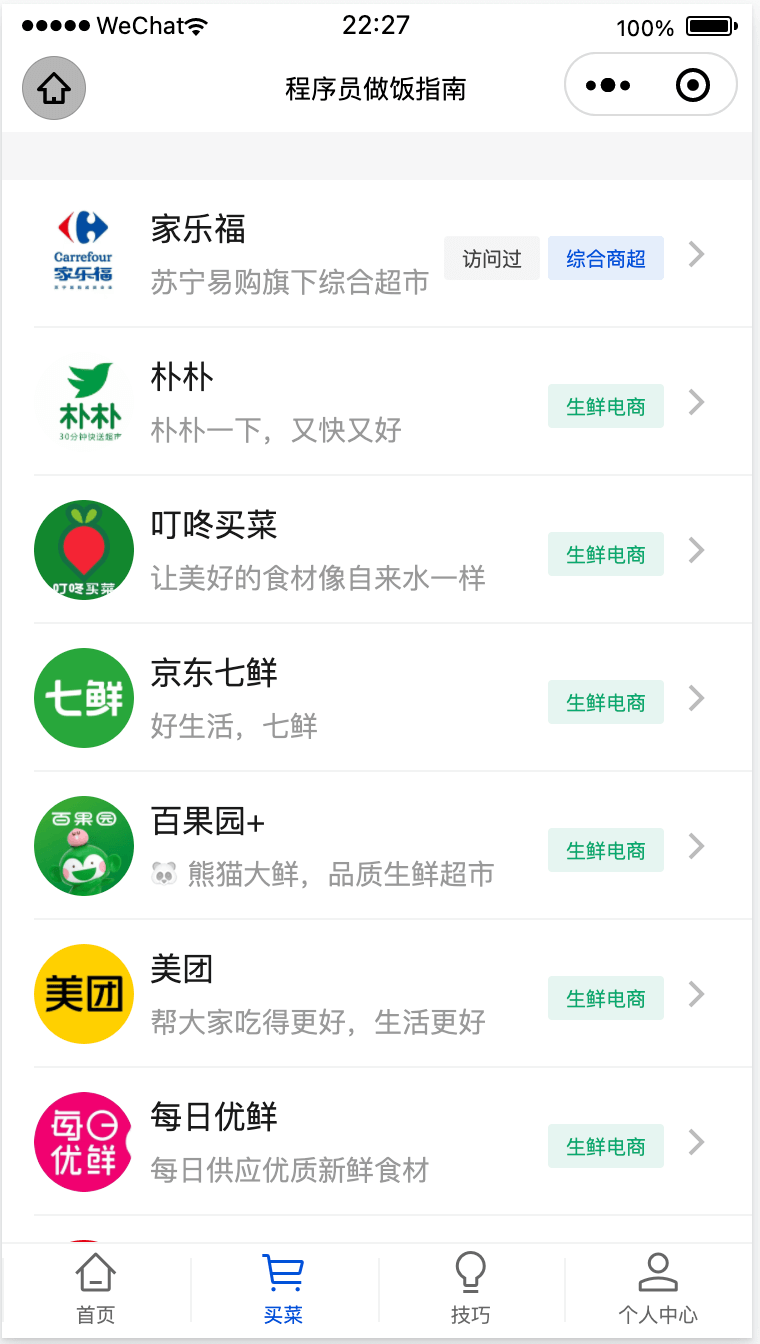 WeChat 22:27 100%
程序员做饭指南
Carrefour
家乐福
家乐福
苏宁易购旗下综合超市
访问过
综合商超
朴朴
30分钟快送超市
朴朴
朴朴一下，又快又好
生鲜电商
叮咚买菜
叮咚买菜
让美好的食材像自来水一样
生鲜电商
七鲜
京东七鲜
好生活，七鲜
生鲜电商
百果园
百果园+
🐼 熊猫大鲜，品质生鲜超市
生鲜电商
美团
美团
帮大家吃得更好，生活更好
生鲜电商
每日
优鲜
每日优鲜
每日供应优质新鲜食材
生鲜电商
首页 买菜 技巧 个人中心